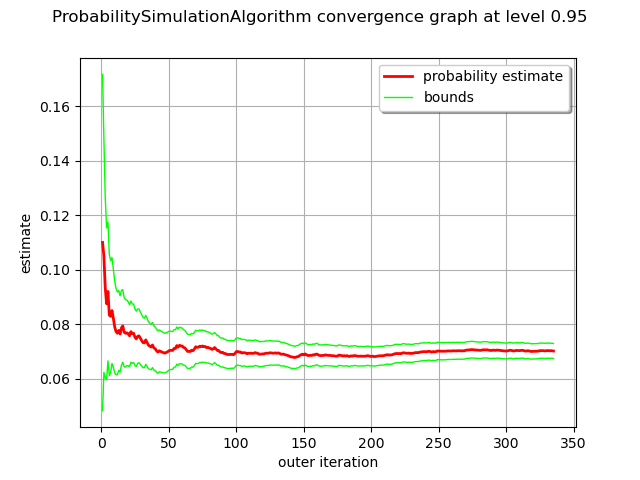 ProbabilitySimulationAlgorithm convergence graph at level 0.95
probability estimate
bounds
0.16
0.14
0.12
0.10
0.08
0.06
estimate
0 50 100 150 200 250 300 350
outer iteration